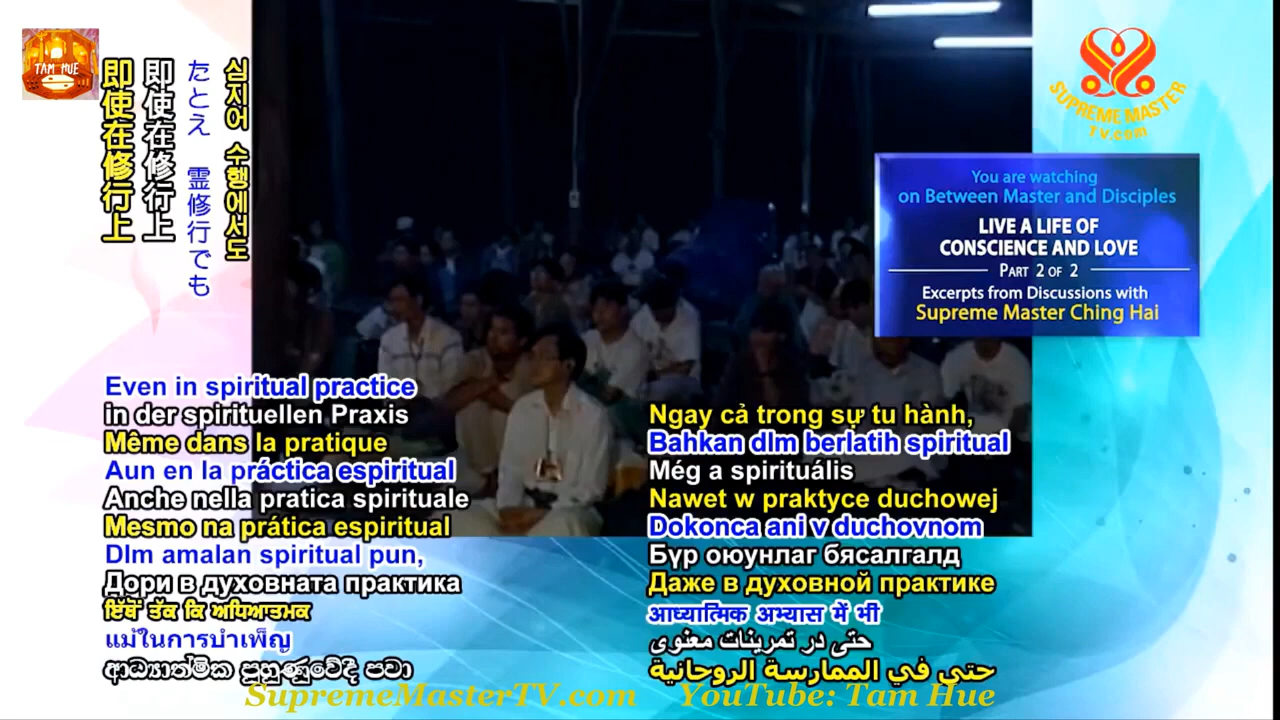 TAM HUE
即使在修行上
即使在修行上
たとえ 霊修行でも
심지어 수행에서도
SUPREME MASTER
TV.com
You are watching
on Between Master and Disciples
LIVE A LIFE OF
CONSCIENCE AND LOVE
PART 2 OF 2
Excerpts from Discussions with
Supreme Master Ching Hai
Even in spiritual practice
in der spirituellen Praxis
Même dans la pratique
Aun en la práctica espiritual
Anche nella pratica spirituale
Mesmo na prática espiritual
Dlm amalan spiritual pun,
Дори в духовната практика
ਇੱਥੋਂ ਤੱਕ ਕਿ ਅਧਿਆਤਮਕ
แม้ในการบำเพ็ญ
ආධ්‍යාත්මික පුහුණුවේදී පවා
Ngay cả trong sự tu hành,
Bahkan dlm berlatih spiritual
Még a spirituális
Nawet w praktyce duchowej
Dokonca ani v duchovnom
Бүр оюунлаг бясалгалд
Даже в духовной практике
आध्यात्मिक अभ्यास में भी
حتی در تمرینات معنوی
حتى في الممارسة الروحانية
SupremeMasterTV.com YouTube: Tam Hue